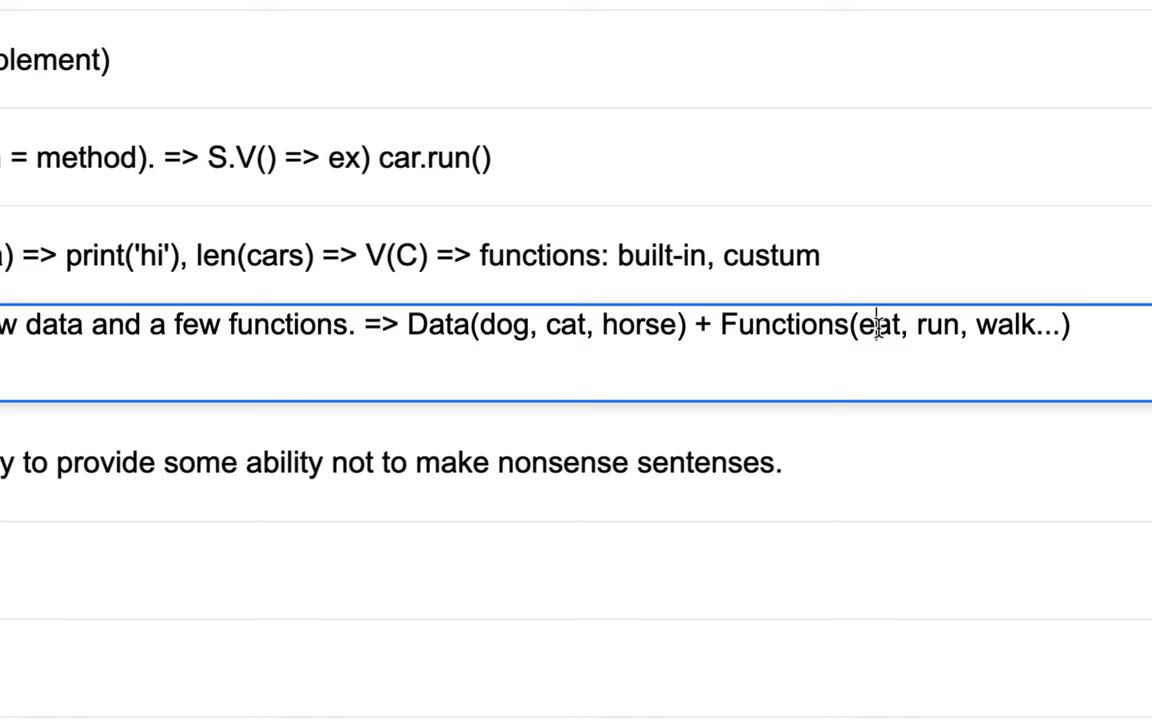 plement)
= method). => S.V() => ex) car.run()
) => print('hi'), len(cars) => V(C) => functions: built-in, custum
w data and a few functions. => Data(dog, cat, horse) + Functions(eat, run, walk...)
y to provide some ability not to make nonsense sentenses.